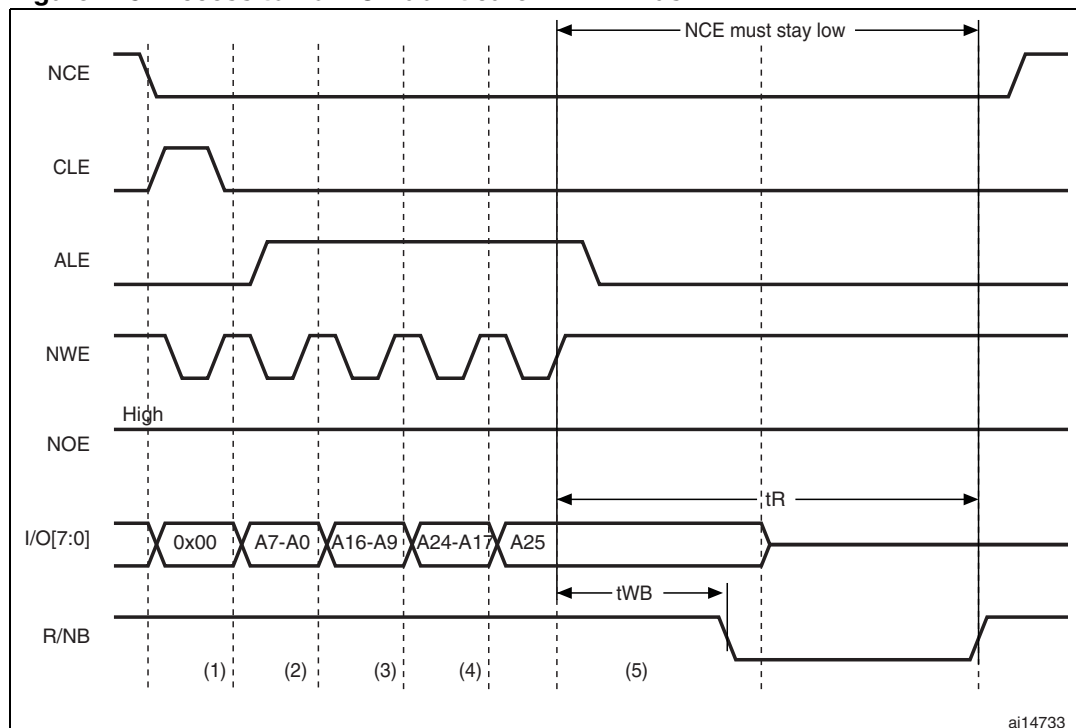 NCE must stay low
NCE
CLE
ALE
NWE
High
NOE
tR
I/O[7:0]
0x00
A7-A0
A16-A9
A24-A17
A25
tWB
R/NB
(1)
(2)
(3)
(4)
(5)
ai14733